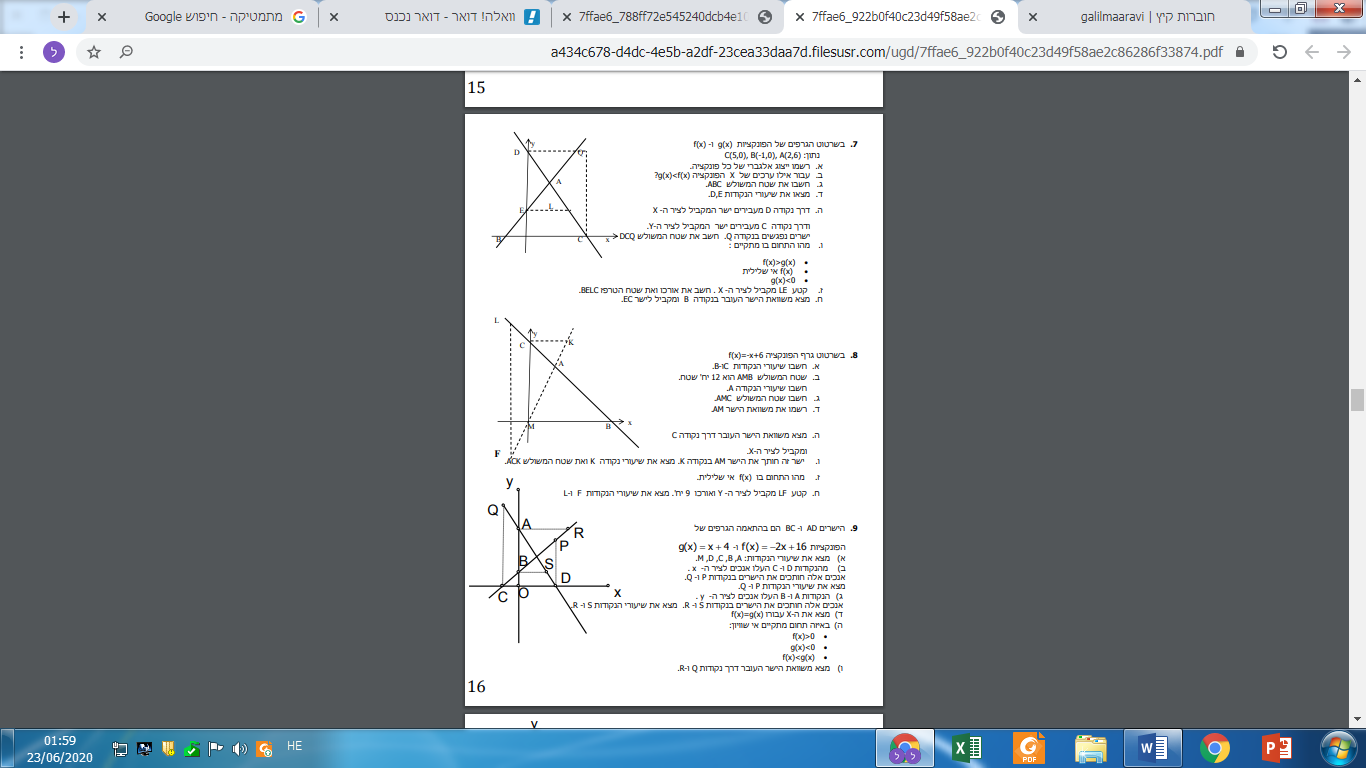 galilmaaravi | חוברות קיץ
7ffae6_922b0f40c23d49f58ae2c
7ffae6_788ff72e545240dcb4e10
וואלה! דואר - דואר נכנס
מתמטיקה - חיפוש Google
a434c678-d4dc-4e5b-a2df-23cea33daa7d.filesusr.com/ugd/7ffae6_922b0f40c23d49f58ae2c86286f33874.pdf
ל
15
.7 בשרטוט הגרפים של הפונקציות g(x) ו- f(x)
נתון: C(5,0), B(-1,0), A(2,6)
א. רשמו ייצוג אלגברי של כל פונקציה.
ב. עבור אילו ערכים של X הפונקציה g(x)<f(x)?
ג. חשבו את שטח המשולש ABC.
ד. מצאו את שיעורי הנקודות D,E.
ה. דרך נקודה D מעבירים ישר המקביל לציר ה- X
ודרך נקודה C מעבירים ישר המקביל לציר ה-Y.
ישרים נפגשים בנקודה Q. חשב את שטח המשולש DCQ
ו. מהו התחום בו מתקיים :
• f(x)>g(x)
• f(x) אי שלילית
• g(x)<0
ז. קטע LE מקביל לציר ה- X . חשב את אורכו ואת שטח הטרפז BELC.
ח. מצא משוואת הישר העובר בנקודה B ומקביל לישר EC.
y
D
Q
A
E
L
B
C
x
.8 בשרטוט גרף הפונקציה f(x)=-x+6
א. חשבו שיעורי הנקודות C ו-B.
ב. שטח המשולש AMB הוא 12 יח' שטח.
חשבו שיעורי הנקודה A.
ג. חשבו שטח המשולש AMC.
ד. רשמו את משוואת הישר AM.
ה. מצא משוואת הישר העובר דרך נקודה C
ומקביל לציר ה-X.
ו. ישר זה חותך את הישר AM בנקודה K. מצא את שיעורי נקודה K ואת שטח המשולש ACK.
ז. מהו התחום בו f(x) אי שלילית.
ח. קטע LF מקביל לציר ה- Y ואורכו 9 יח'. מצא את שיעורי הנקודות F ו-L
L
y
C
K
A
M
B
x
F
.9 הישרים AD ו- BC הם בהתאמה הגרפים של
הפונקציות f(x) = −2x +16 ו- g(x) = x + 4
א) מצא את שיעורי הנקודות: M ,D ,C ,B ,A.
ב) מהנקודות D ו- C העלו אנכים לציר ה- x .
אנכים אלה חותכים את הישרים בנקודות P ו- Q.
מצא את שיעורי הנקודות P ו- Q.
ג) הנקודות A ו- B העלו אנכים לציר ה- y .
אנכים אלה חותכים את הישרים בנקודות S ו- R. מצא את שיעורי הנקודות S ו- R.
ד) מצא את ה-X עבורו f(x)=g(x)
ה) באיזה תחום מתקיים אי שוויון:
• f(x)>0
• g(x)<0
• f(x)<g(x)
ו) מצא משוואת הישר העובר דרך נקודות Q ו-R.
y
Q
A
R
P
B
S
D
C
O
x
16
y
01:59
23/06/2020
HE
PDF